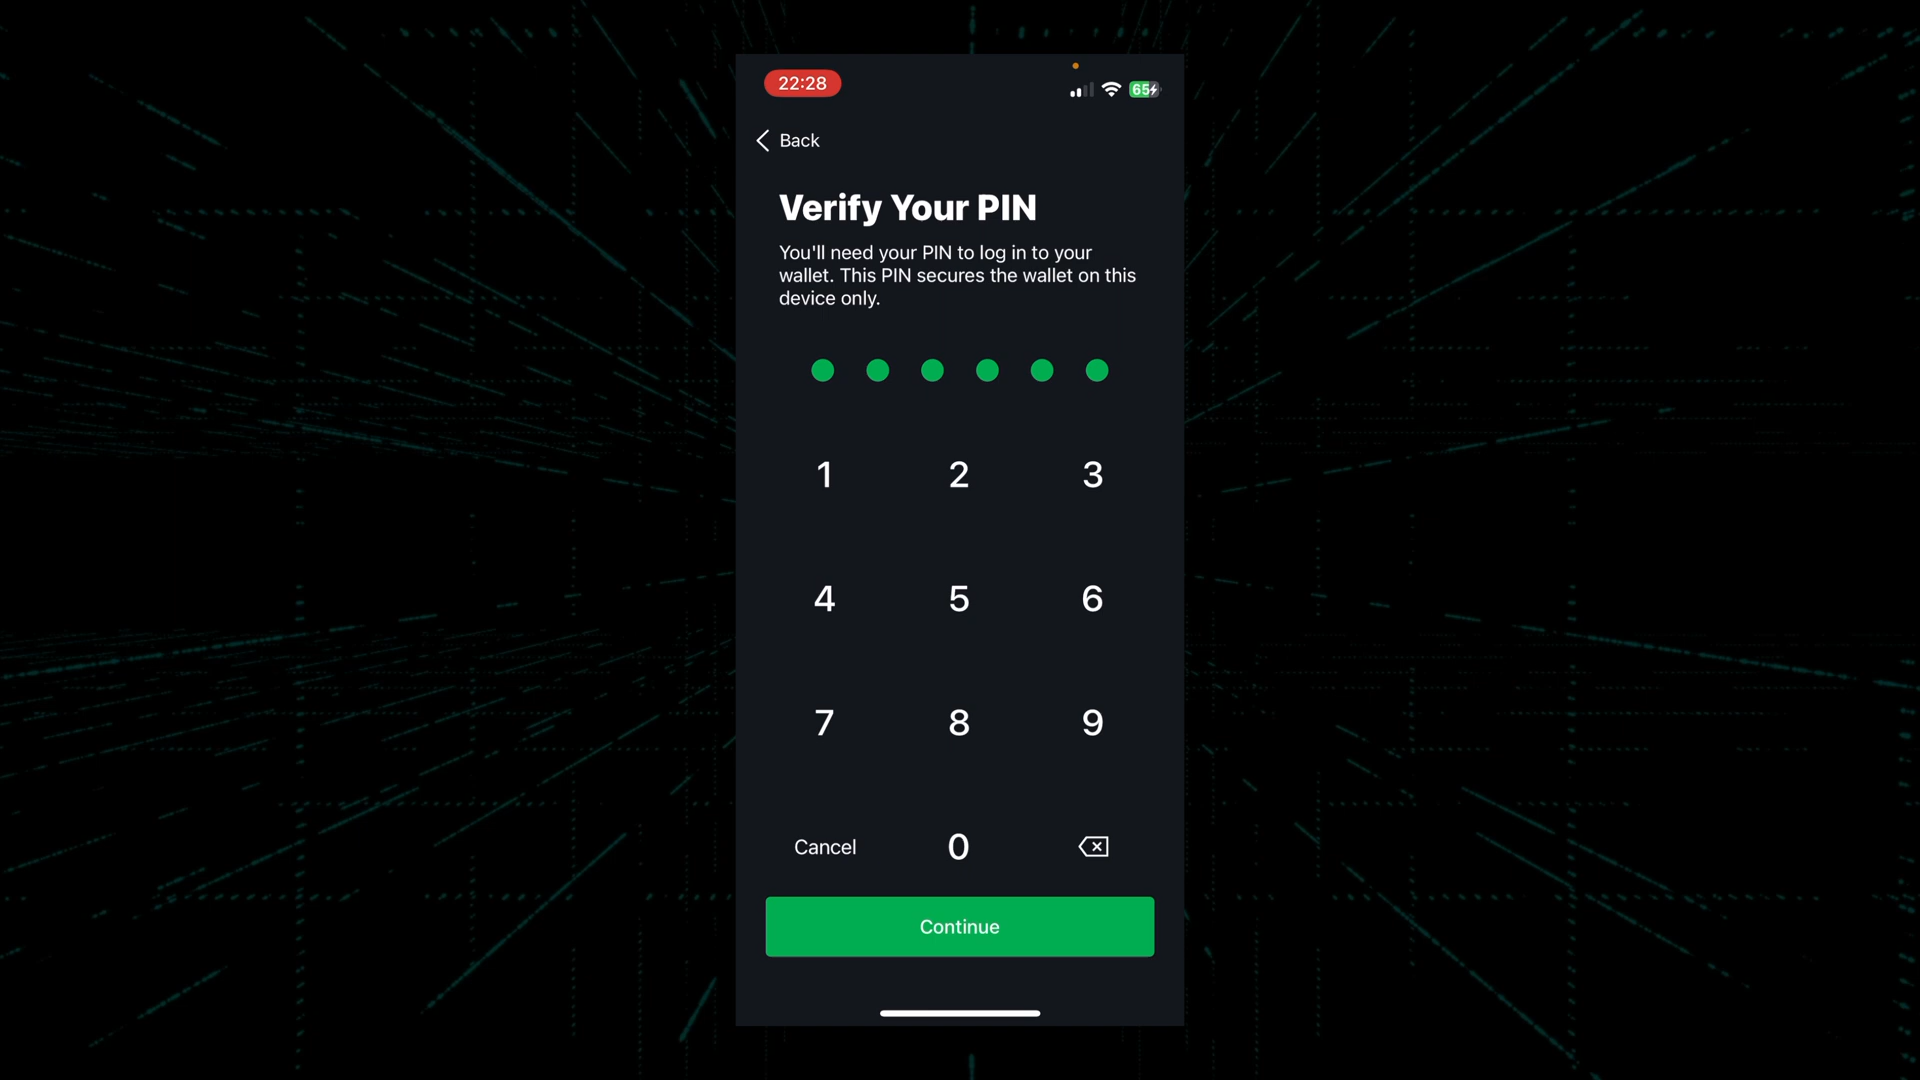 22:28
65
Back
Verify Your PIN
You'll need your PIN to log in to your
wallet. This PIN secures the wallet on this
device only.
1 2 3
4 5 6
7 8 9
Cancel 0
Continue